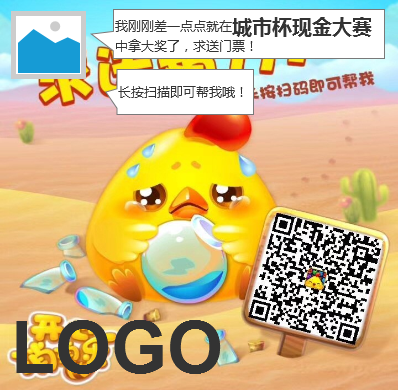 我刚刚差一点点就在城市杯现金大赛
中拿大奖了，求送门票！
长按扫码即可帮我
长按扫描即可帮我哦！
LOGO